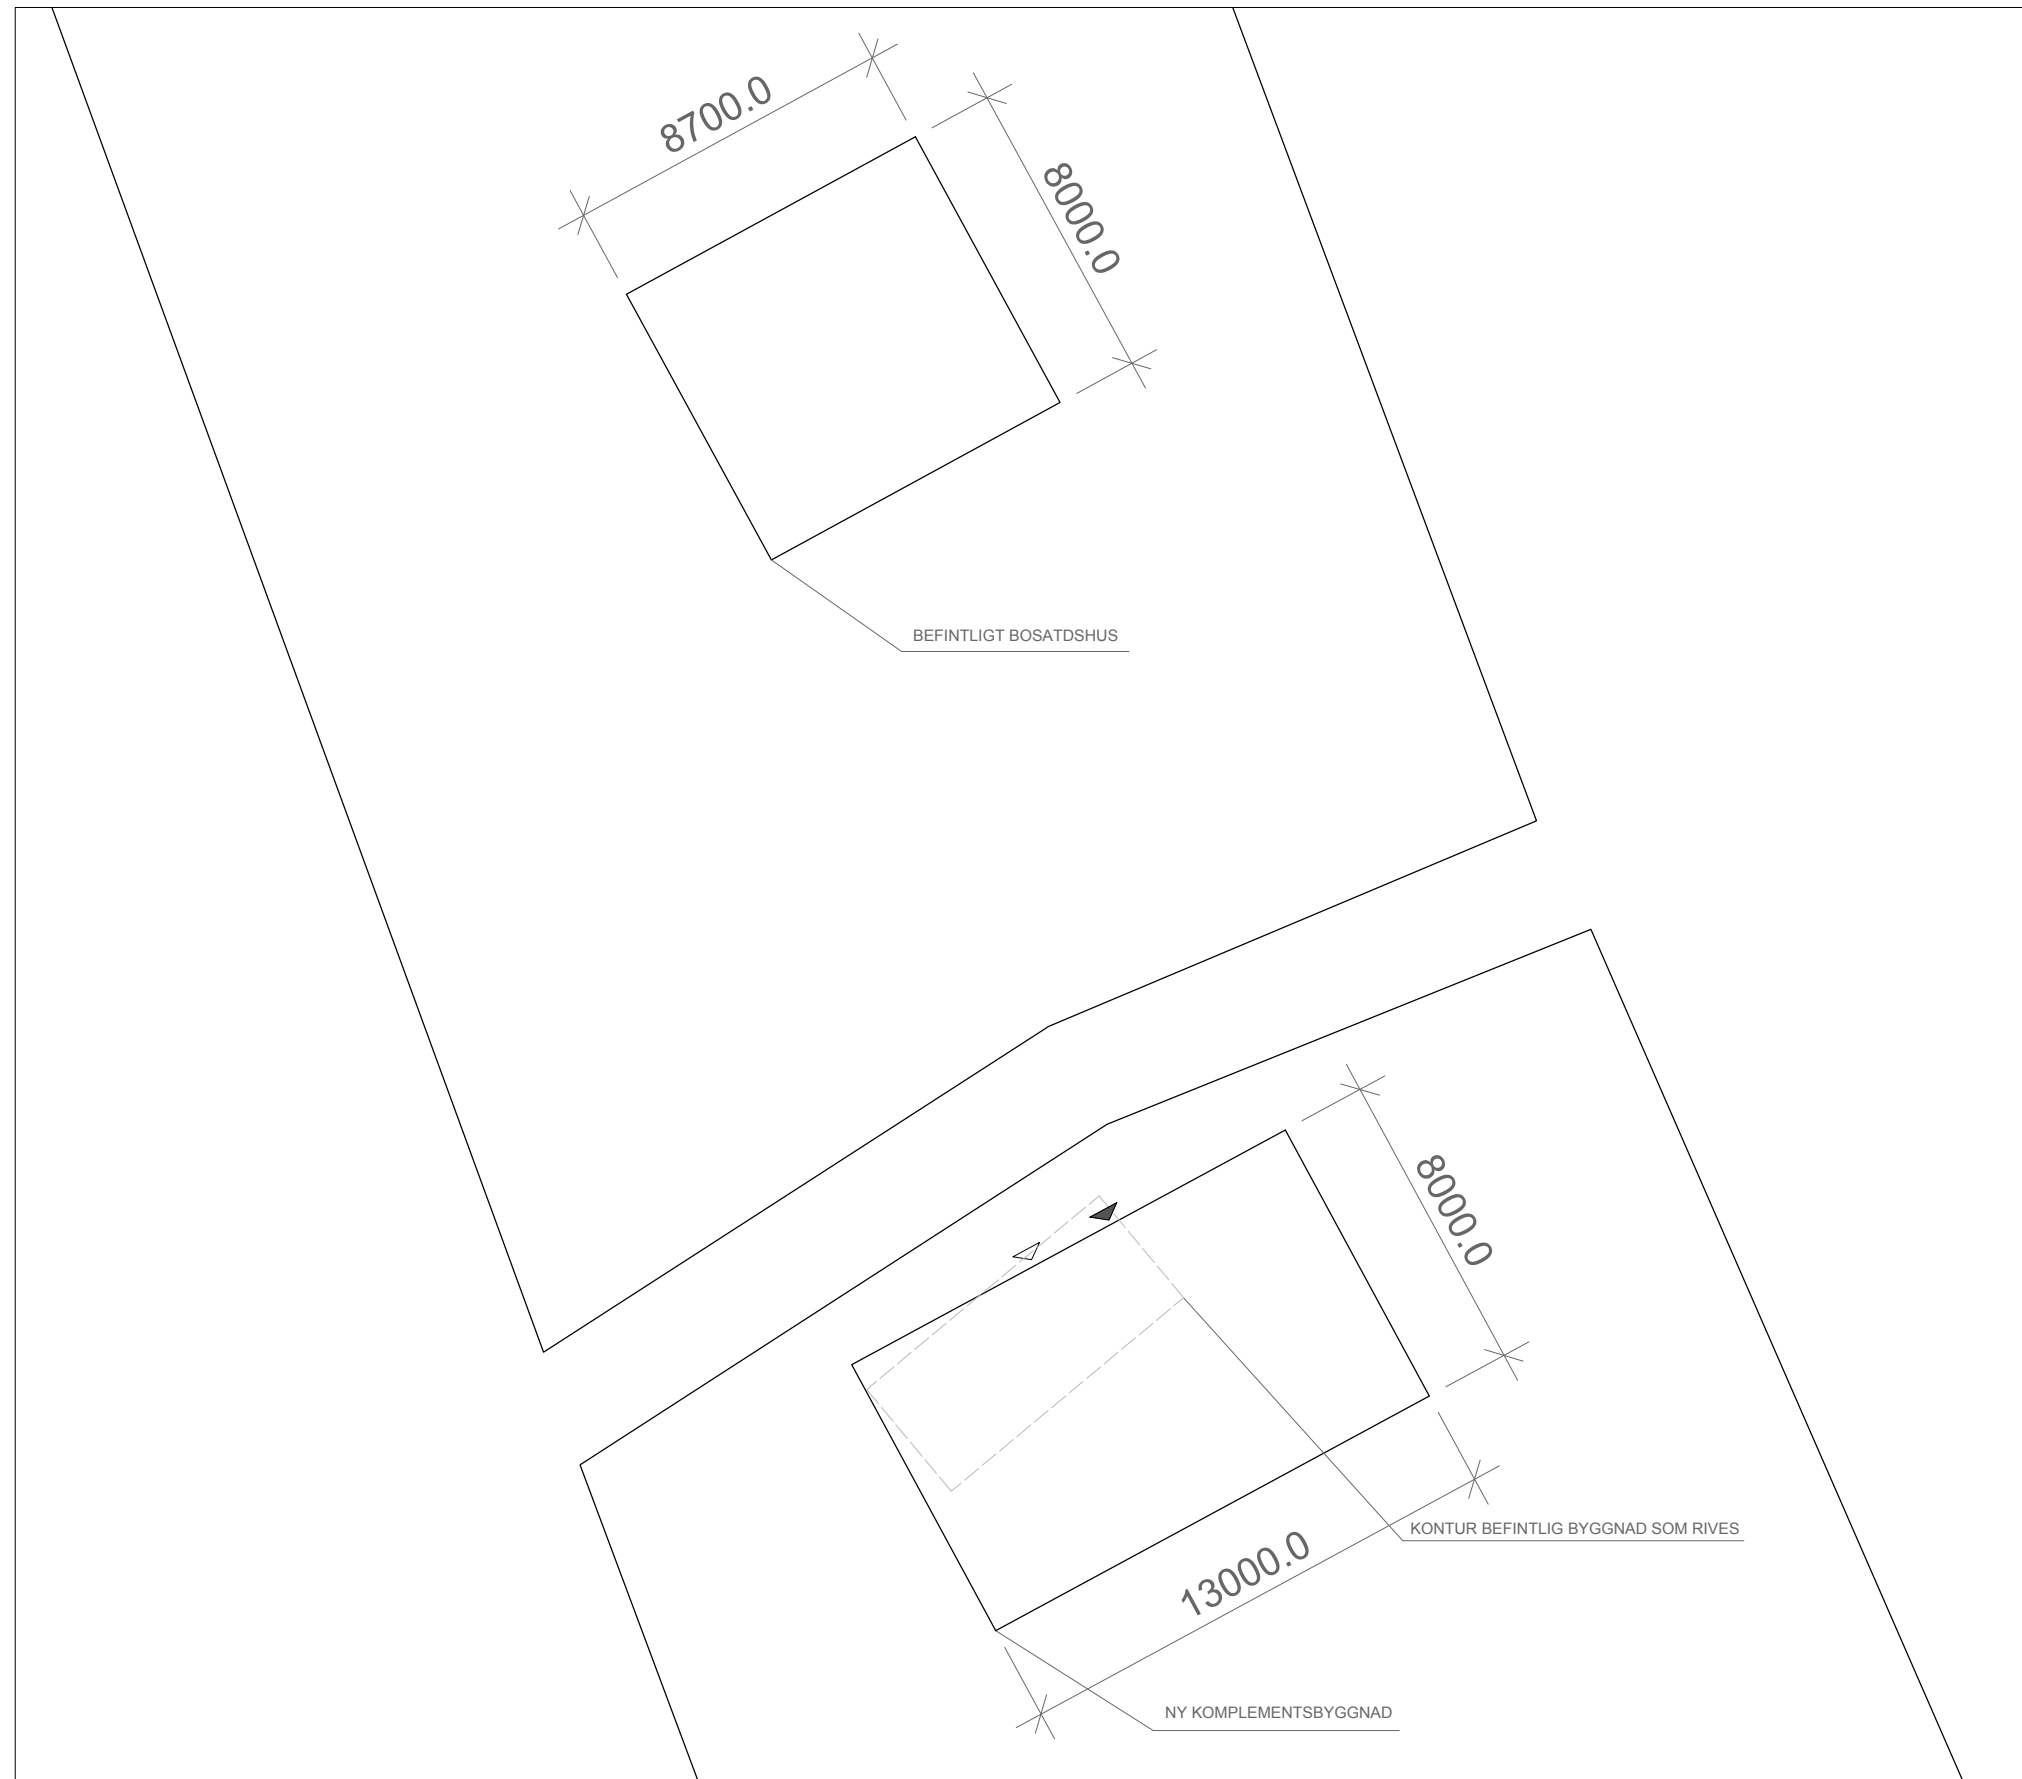 8700.0
8000.0
BEFINTLIGT BOSATDSHUS
8000.0
KONTUR BEFINTLIG BYGGNAD SOM RIVES
13000.0
NY KOMPLEMENTSBYGGNAD